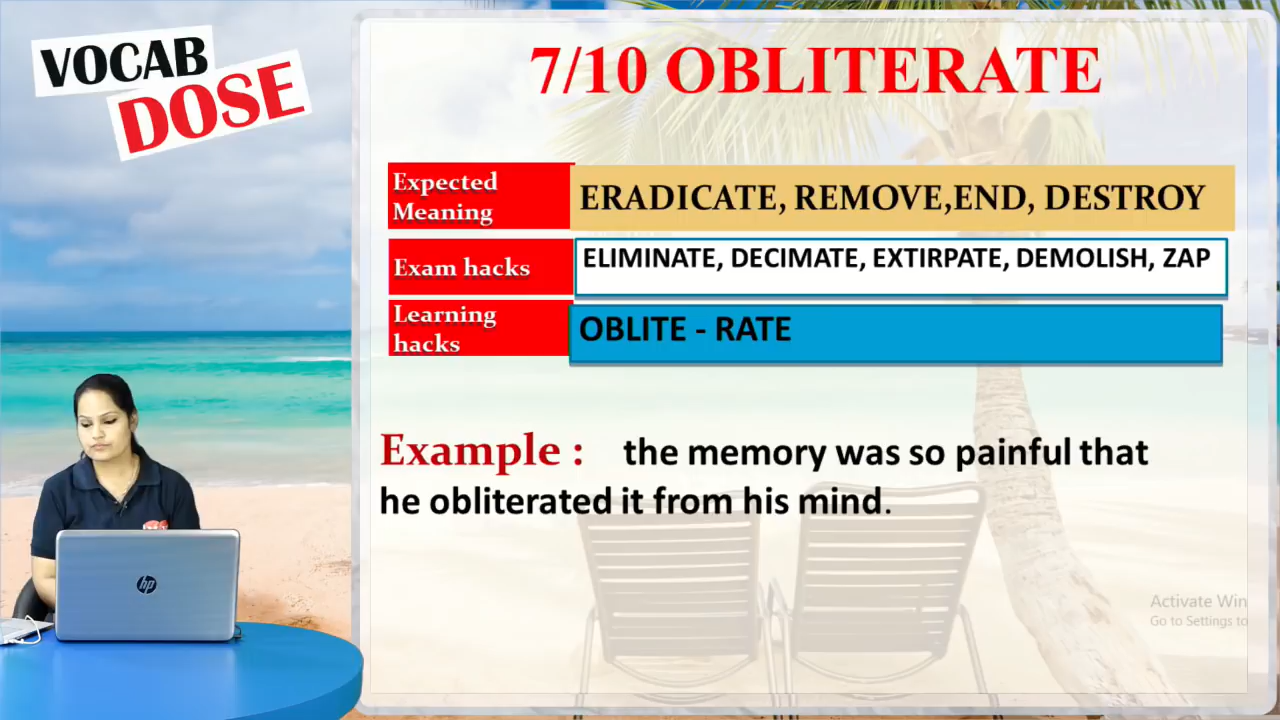 VOCAB
DOSE
7/10 OBLITERATE
Expected
Meaning
ERADICATE, REMOVE,END, DESTROY
Exam hacks
ELIMINATE, DECIMATE, EXTIRPATE, DEMOLISH, ZAP
Learning
hacks
OBLITE - RATE
Example : the memory was so painful that
he obliterated it from his mind.
hp
Activate Win
Go to Settings to